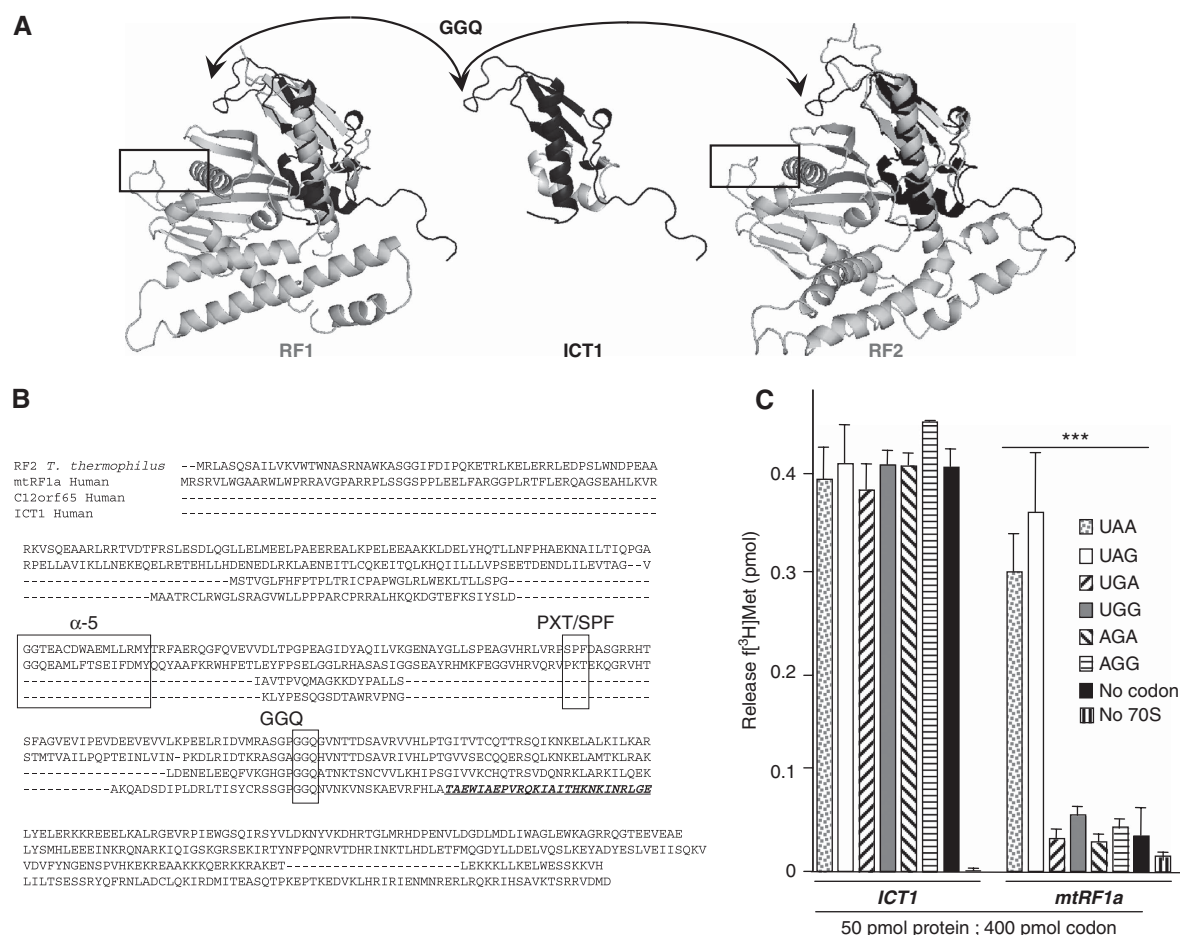 A
GGQ
RF1
ICT1
RF2
B
RF2 T. thermophilus --MRLASQSAILVKVWTWNASRNAWKASGGIFDIPQKETRLKELERRLEDPSLWNDPEAA
mtRF1a Human MRSRVLWGAARWLWPRRAVGPARRPLSSGSPPLEELFARGGPLRTFLERQAGSEAHLKVR
C12orf65 Human ------------------------------------------------------------
ICT1 Human ------------------------------------------------------------
RKVSQEAARLRRTVDTFRSLESDLQGLLELMEELPAEEREALKPELEEAAKKLDELYHQTLLNFPHAEKNAILTIQPGA
RPELLAVIKLLNEKEQELRETEHLLHDENEDLRKLAENEITLCQKEITQLKHQIILLLVPSEETDENDLILEVTAG--V
--------------------------MSTVGLFHFPTPLTRICPAPWGLRLWEKLTLLSPG------------------
----------------MAATRCLRWGLSRAGVWLLPPPARCPRRALHKQKDGTEFKSIYSLD-----------------
α-5
PXT/SPF
GGTEACDWAEMLLRMYTRFAERQGFQVEVVDLTPGPEAGIDYAQILVKGENAYGLLSPEAGVHRLVRPSPFDASGRRHT
GGQEAMLFTSEIFDMYQQYAAFKRWHFETLEYFPSELGGLRHASASIGGSEAYRHMKFEGGVHRVQRVPKTEKQGRVHT
-----------------------------IAVTPVQMAGKKDYPALLS-------------------------------
------------------------------KLYPESQGSDTAWRVPNG-------------------------------
GGQ
SFAGVEVIPEVDEEVEVVLKPEELRIDVMRASGPGGQGVNTTDSAVRVVHLPTGITVTCQTTRSQIKNKELALKILKAR
STMTVAILPQPTEINLVIN-PKDLRIDTKRASGAGGQHVNTTDSAVRIVHLPTGVVSECQQERSQLKNKELAMTKLRAK
------------------LDENELEEQFVKGHGPGGQATNKTSNCVVLKHIPSGIVVKCHQTRSVDQNRKLARKILQEK
-----------AKQADSDIPLDRLTISYCRSSGPGGQNVNKVNSKAEVRFHLATAEWIAEPVRQKIAITHKNKINRLGE
LYELERKKREEELKALRGEVRPIEWGSQIRSYVLDKNYVKDHRTGLMRHDPENVLDGDLMDLIWAGLEWKAGRRQGTEEVEAE
LYSMHLEEEINKRQNARKIQIGSKGRSEKIRTYNFPQNRVTDHRINKTLHDLETFMQGDYLLDELVQSLKEYADYESLVEIISQKV
VDVFYNGENSPVHKEKREAAKKKQERKKRAKET----------------------LEKKKLLKELWESSKKVH
LILTSESSRYQFRNLADCLQKIRDMITEASQTPKEPTKEDVKLHRIRIENMNRERLRQKRIHSAVKTSRRVDMD
C
Release f[³H]Met (pmol)
0.4
0.3
0.2
0.1
0
***
UAA
UAG
UGA
UGG
AGA
AGG
No codon
No 70S
ICT1
mtRF1a
50 pmol protein ; 400 pmol codon